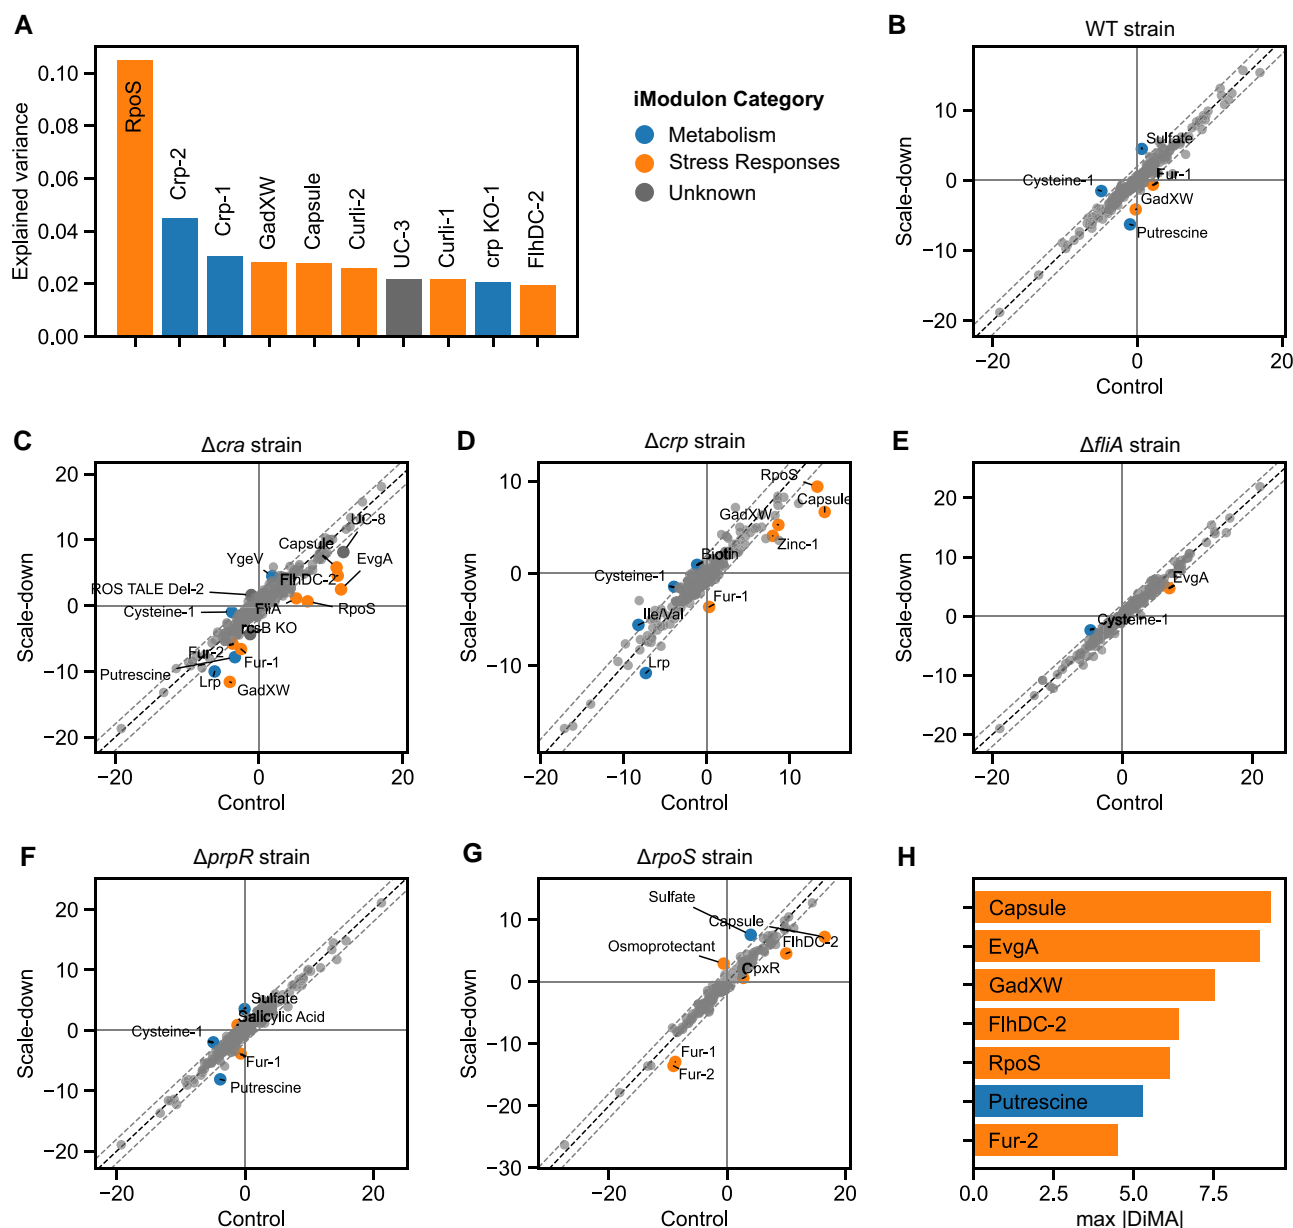 A
Explained variance
0.10
0.08
0.06
0.04
0.02
0.00
RpoS
Crp-2
Crp-1
GadXW
Capsule
Curli-2
UC-3
Curli-1
crp KO-1
FlhDC-2
iModulon Category
Metabolism
Stress Responses
Unknown
B
WT strain
Scale-down
10
0
−10
−20
Sulfate
Cysteine-1
Fur-1
GadXW
Putrescine
−20
0
20
Control
C
Δcra strain
Scale-down
20
10
0
−10
−20
UC-8
Capsule
YgeV
EvgA
FlhDC-2
ROS TALE Del-2
Cysteine-1
FliA
RpoS
rcsB KO
Fur-2
Fur-1
Putrescine
Lrp
GadXW
−20
0
20
Control
D
Δcrp strain
Scale-down
10
0
−10
RpoS
Capsule
GadXW
Zinc-1
Biotin
Cysteine-1
Fur-1
Ile/Val
Lrp
−20
−10
0
10
Control
E
ΔfliA strain
Scale-down
20
10
0
−10
−20
EvgA
Cysteine-1
−20
0
20
Control
F
ΔprpR strain
Scale-down
20
10
0
−10
−20
Sulfate
Salicylic Acid
Cysteine-1
Fur-1
Putrescine
−20
0
20
Control
G
ΔrpoS strain
Scale-down
10
0
−10
−20
−30
Sulfate
Capsule
FlhDC-2
Osmoprotectant
CpxR
Fur-1
Fur-2
−20
0
20
Control
H
Capsule
EvgA
GadXW
FlhDC-2
RpoS
Putrescine
Fur-2
0.0
2.5
5.0
7.5
max |DiMA|